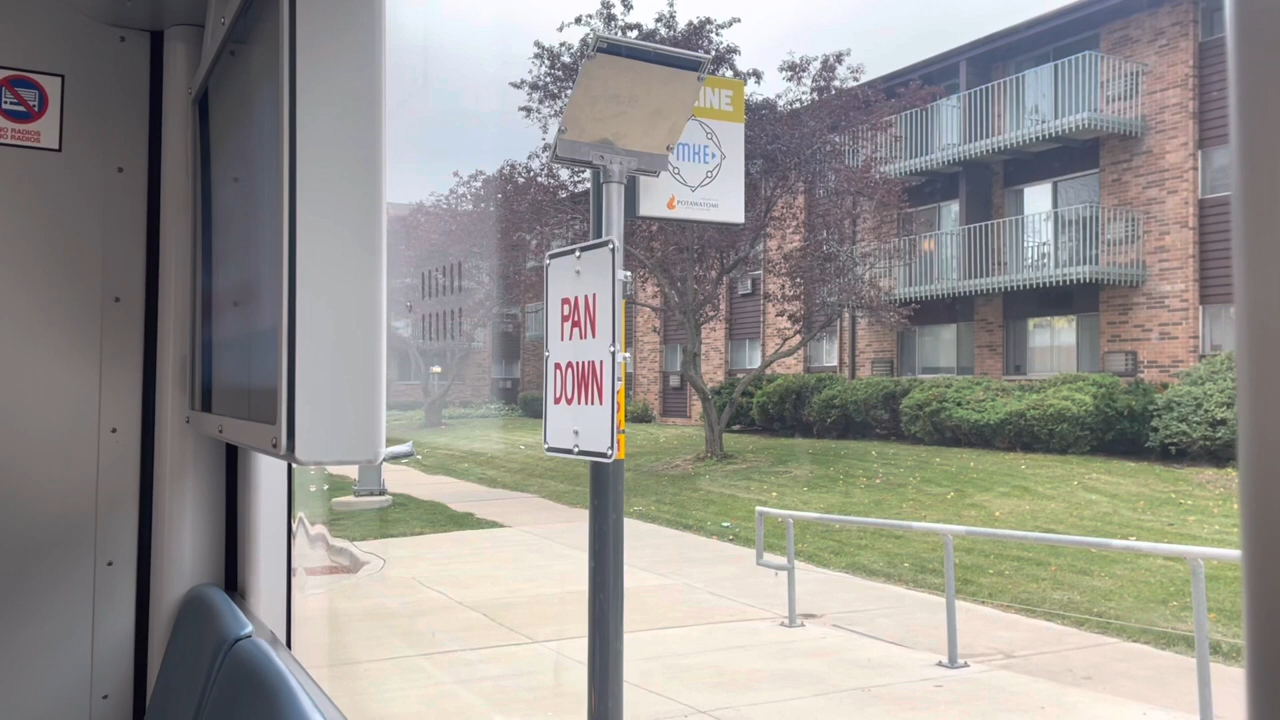 NO RADIOS
NO RADIOS
INE
MKE
POTAWATOMI
PAN
DOWN